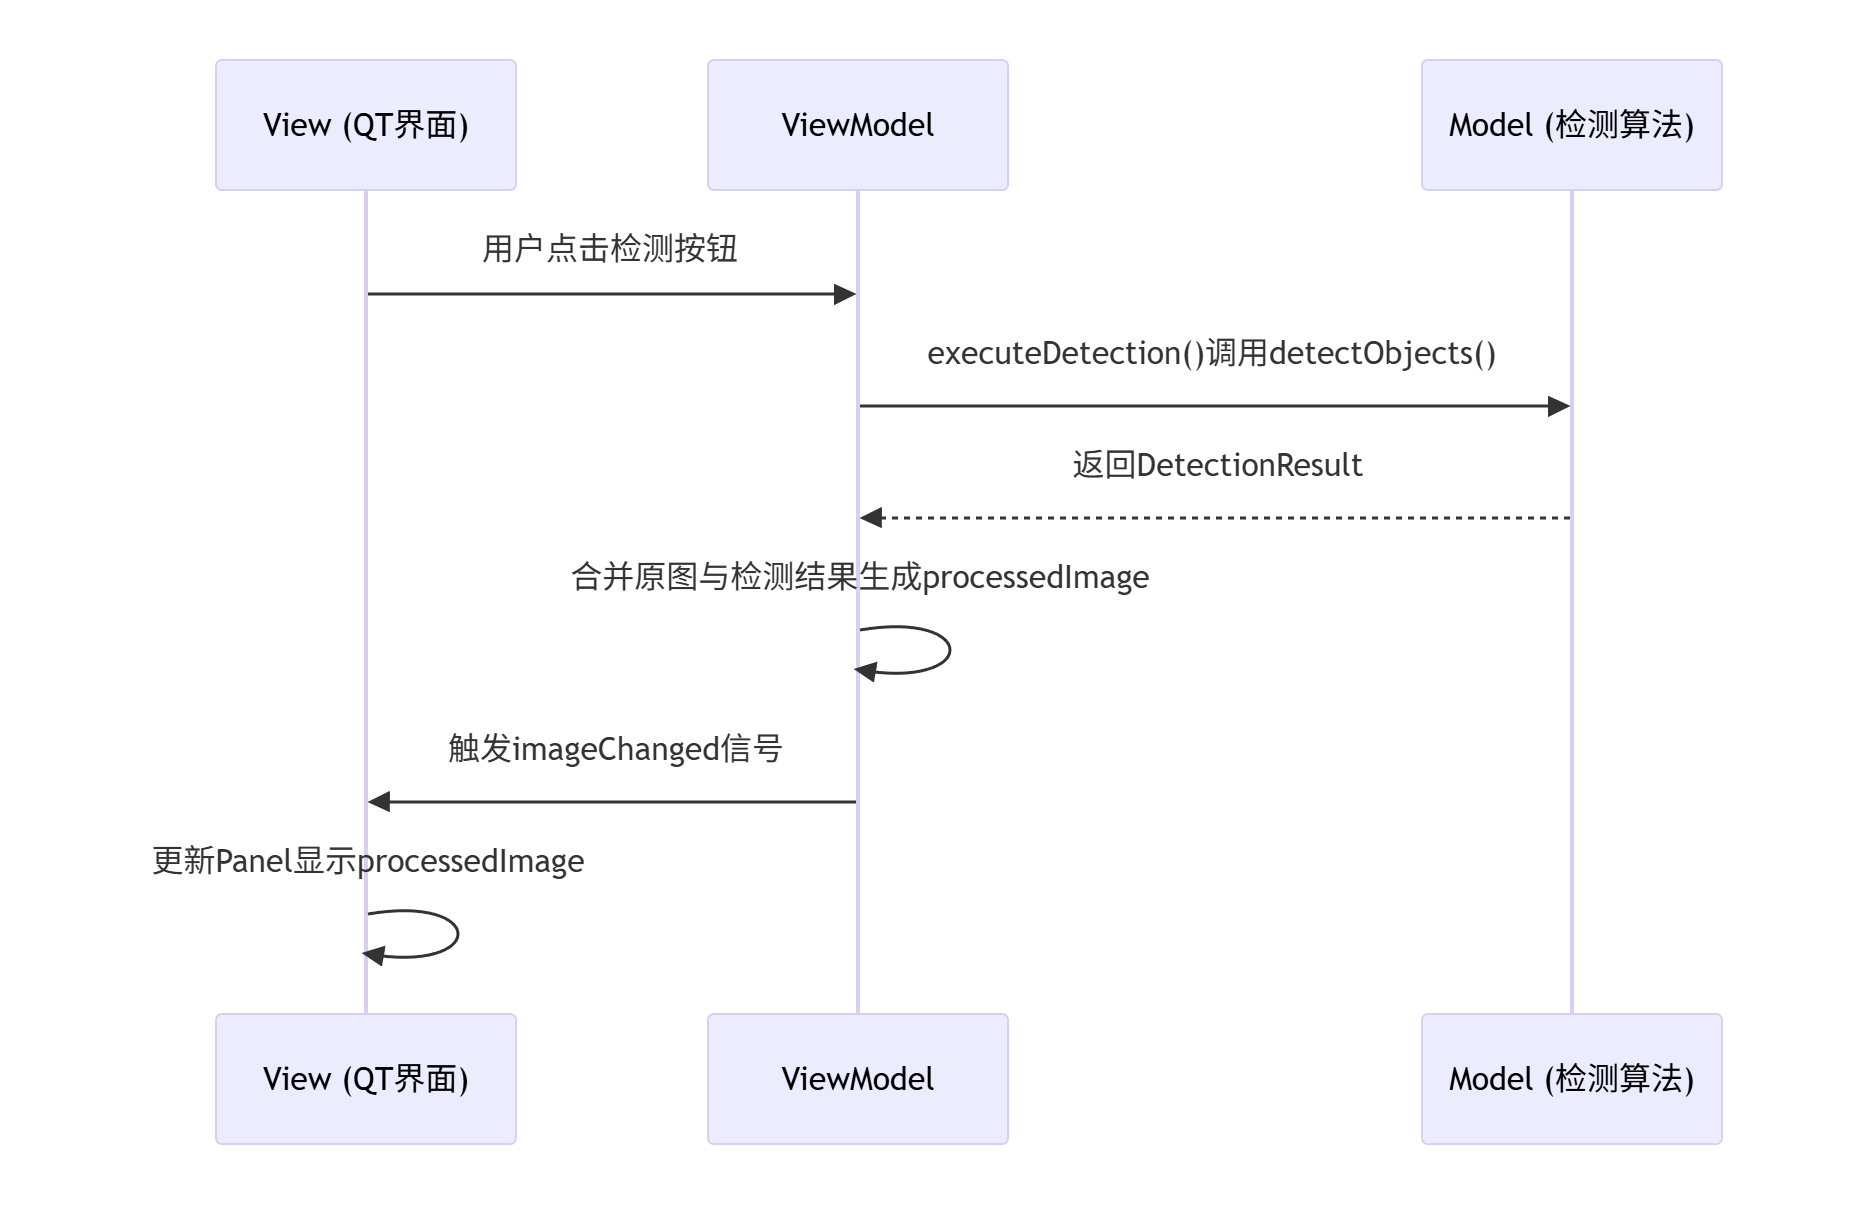 View (QT界面)
ViewModel
Model (检测算法)
用户点击检测按钮
executeDetection()调用detectObjects()
返回DetectionResult
合并原图与检测结果生成processedImage
触发imageChanged信号
更新Panel显示processedImage
View (QT界面)
ViewModel
Model (检测算法)